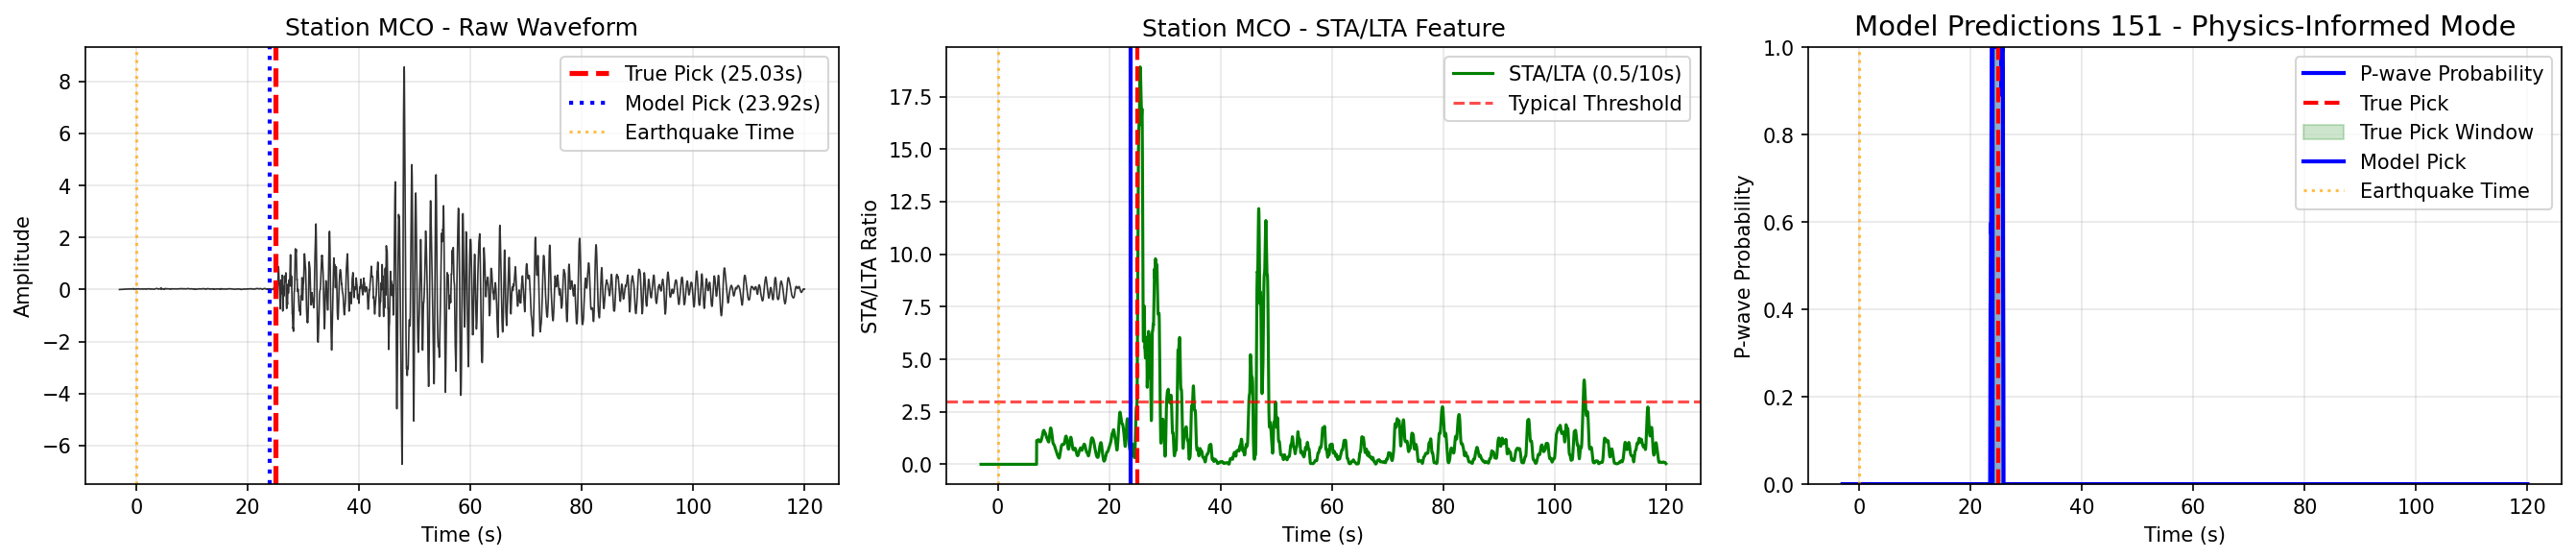 Station MCO - Raw Waveform
Amplitude
8
6
4
2
0
−2
−4
−6
True Pick (25.03s)
Model Pick (23.92s)
Earthquake Time
0 20 40 60 80 100 120
Time (s)
Station MCO - STA/LTA Feature
STA/LTA Ratio
17.5
15.0
12.5
10.0
7.5
5.0
2.5
0.0
STA/LTA (0.5/10s)
Typical Threshold
0 20 40 60 80 100 120
Time (s)
Model Predictions 151 - Physics-Informed Mode
P-wave Probability
1.0
0.8
0.6
0.4
0.2
0.0
P-wave Probability
True Pick
True Pick Window
Model Pick
Earthquake Time
0 20 40 60 80 100 120
Time (s)